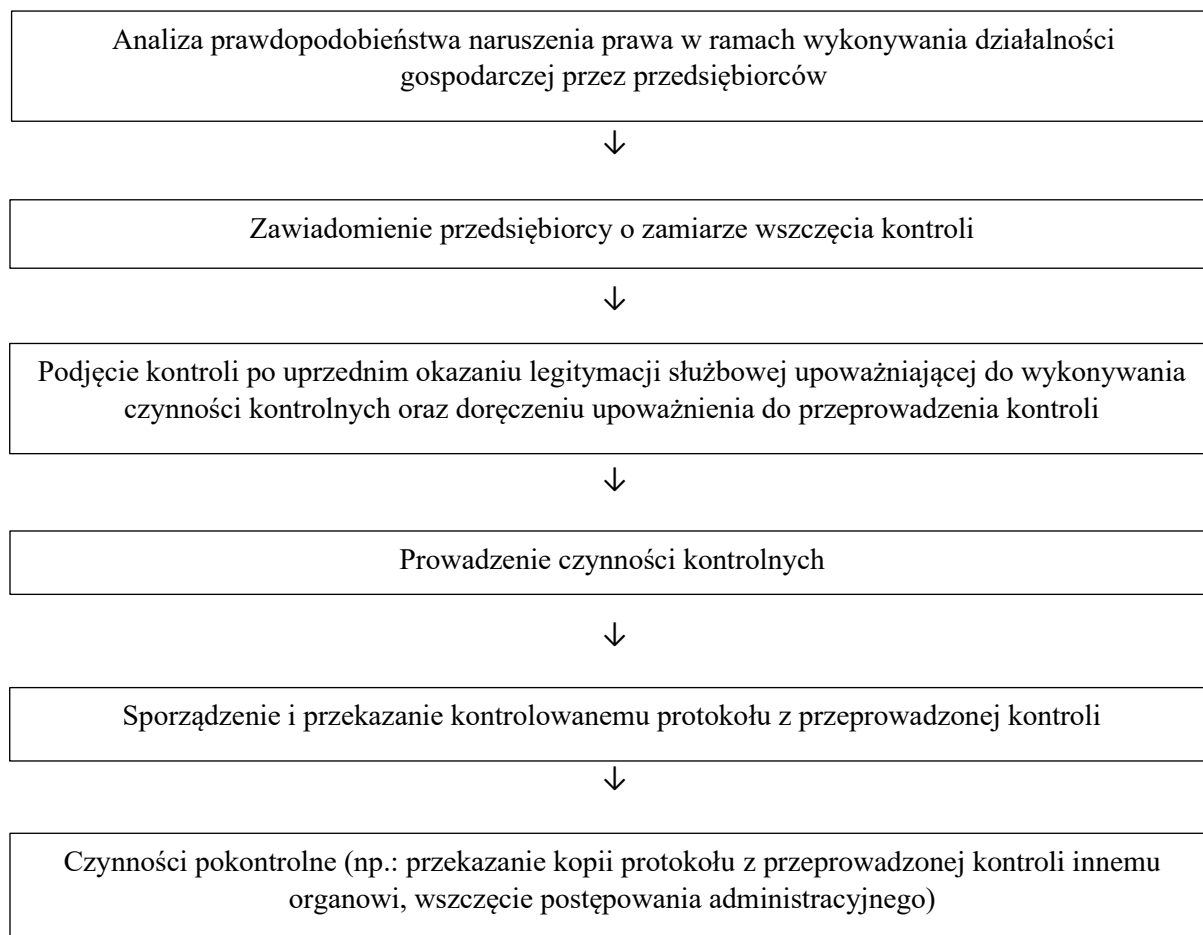 Analiza prawdopodobieństwa naruszenia prawa w ramach wykonywania działalności
gospodarczej przez przedsiębiorców
↓
Zawiadomienie przedsiębiorcy o zamiarze wszczęcia kontroli
↓
Podjęcie kontroli po uprzednim okazaniu legitymacji służbowej upoważniającej do wykonywania
czynności kontrolnych oraz doręczeniu upoważnienia do przeprowadzenia kontroli
↓
Prowadzenie czynności kontrolnych
↓
Sporządzenie i przekazanie kontrolowanemu protokołu z przeprowadzonej kontroli
↓
Czynności pokontrolne (np.: przekazanie kopii protokołu z przeprowadzonej kontroli innemu
organowi, wszczęcie postępowania administracyjnego)